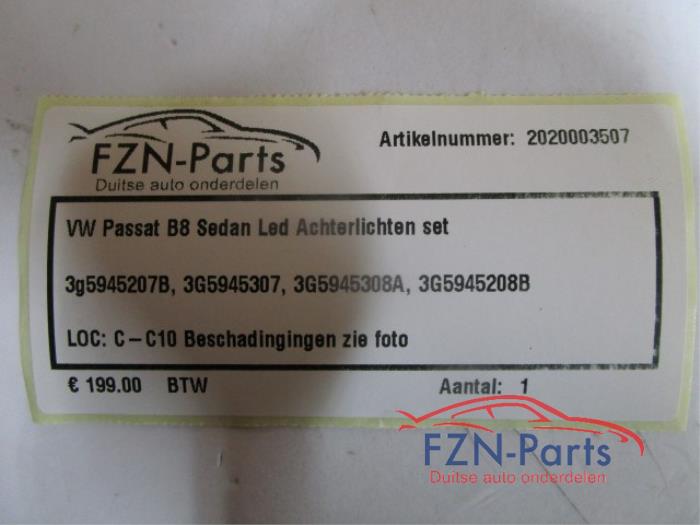 FZN-Parts
Duitse auto onderdelen
Artikelnummer: 2020003507
VW Passat B8 Sedan Led Achterlichten set
3g5945207B, 3G5945307, 3G5945308A, 3G5945208B
LOC: C-C10 Beschadingingen zie foto
€ 199.00 BTW Aantal: 1
FZN-Parts
Duitse auto onderdelen